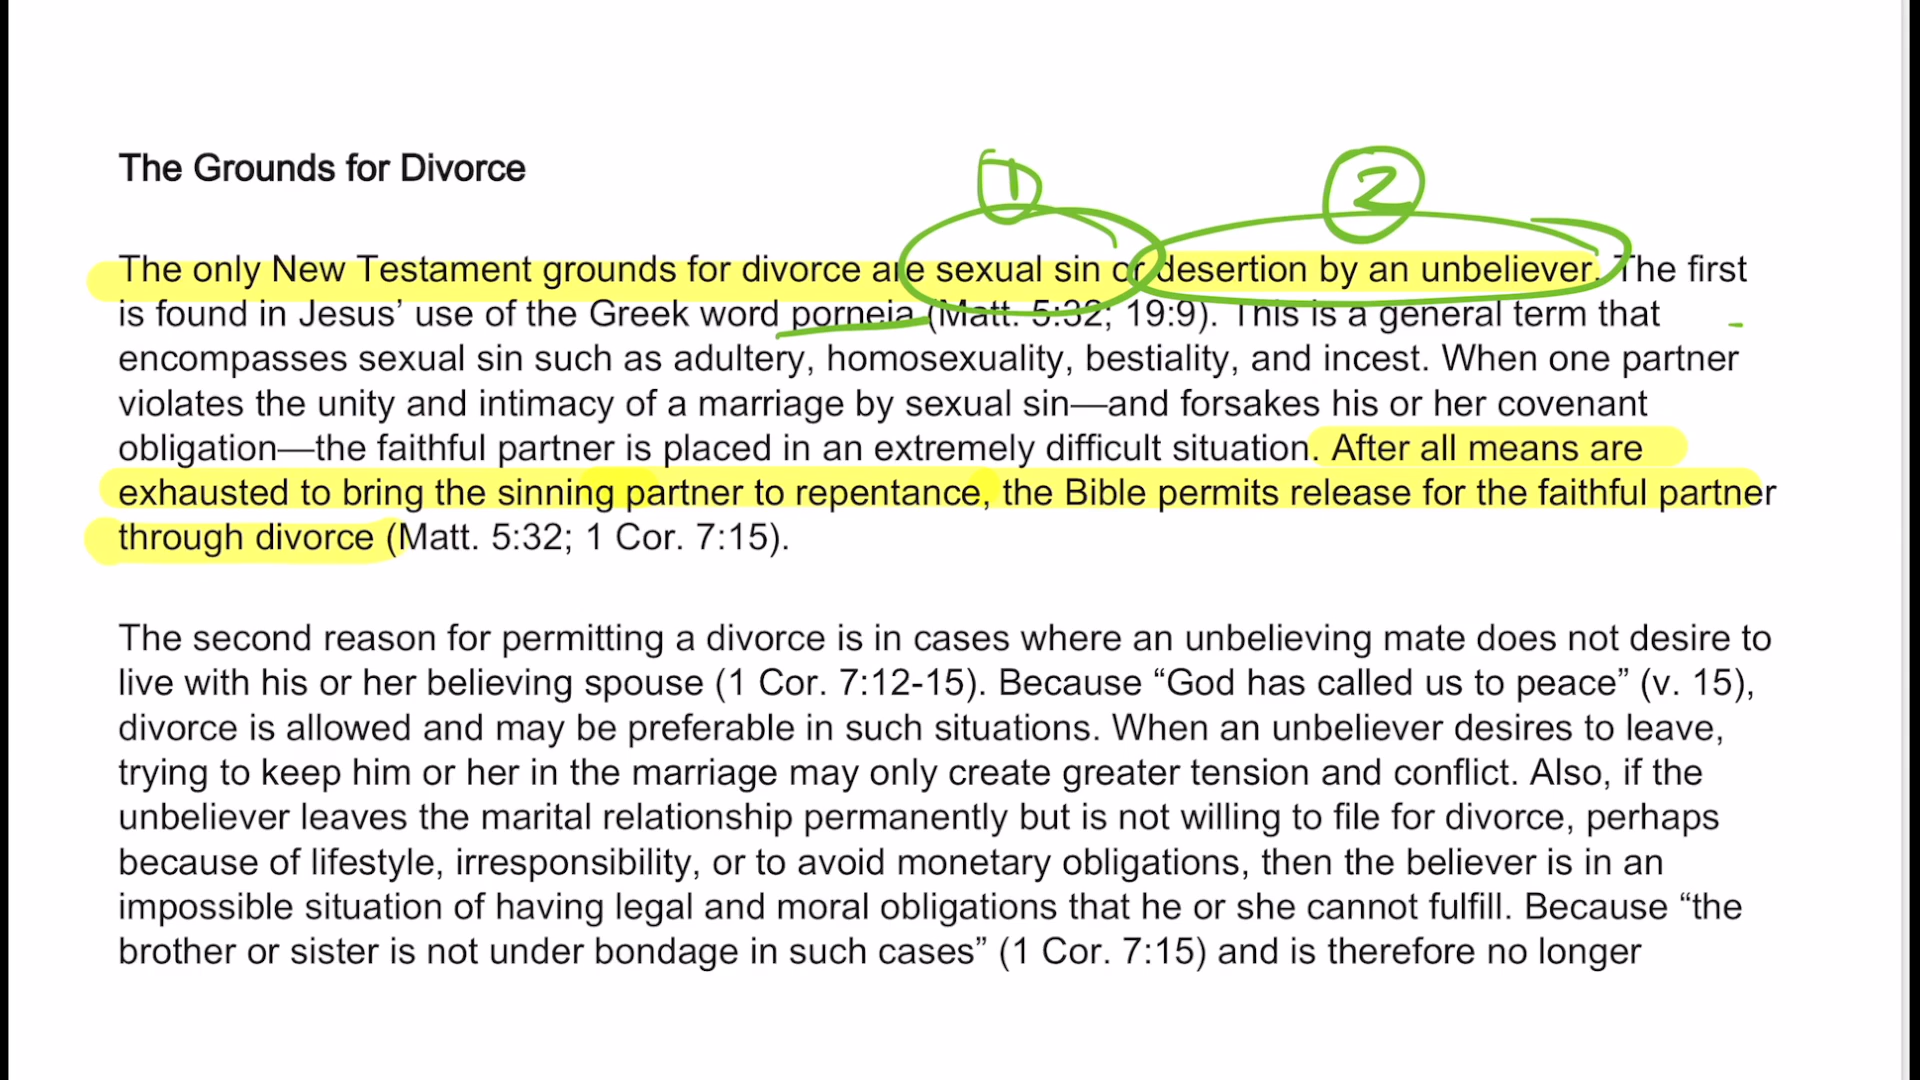 The Grounds for Divorce
1
2
The only New Testament grounds for divorce are sexual sin or desertion by an unbeliever. The first
is found in Jesus’ use of the Greek word porneia (Matt. 5:32; 19:9). This is a general term that
encompasses sexual sin such as adultery, homosexuality, bestiality, and incest. When one partner
violates the unity and intimacy of a marriage by sexual sin—and forsakes his or her covenant
obligation—the faithful partner is placed in an extremely difficult situation. After all means are
exhausted to bring the sinning partner to repentance, the Bible permits release for the faithful partner
through divorce (Matt. 5:32; 1 Cor. 7:15).
The second reason for permitting a divorce is in cases where an unbelieving mate does not desire to
live with his or her believing spouse (1 Cor. 7:12-15). Because “God has called us to peace” (v. 15),
divorce is allowed and may be preferable in such situations. When an unbeliever desires to leave,
trying to keep him or her in the marriage may only create greater tension and conflict. Also, if the
unbeliever leaves the marital relationship permanently but is not willing to file for divorce, perhaps
because of lifestyle, irresponsibility, or to avoid monetary obligations, then the believer is in an
impossible situation of having legal and moral obligations that he or she cannot fulfill. Because “the
brother or sister is not under bondage in such cases” (1 Cor. 7:15) and is therefore no longer